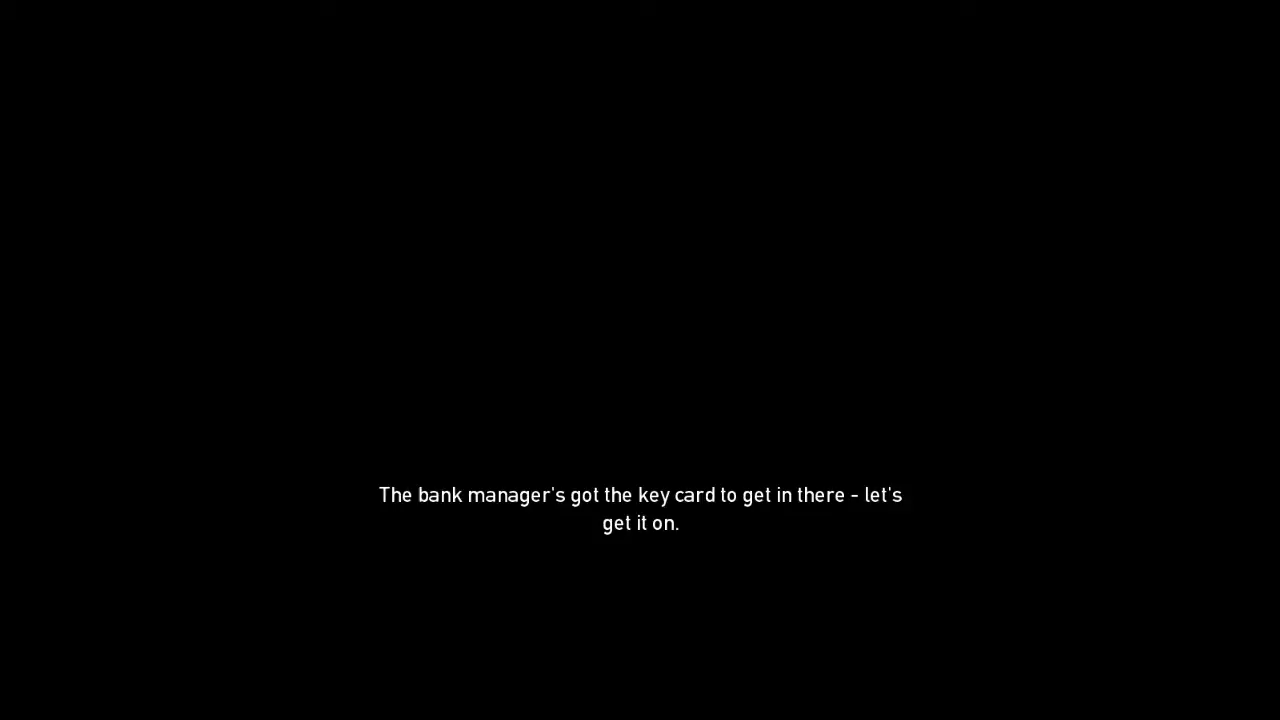 The bank manager's got the key card to get in there - let's
get it on.